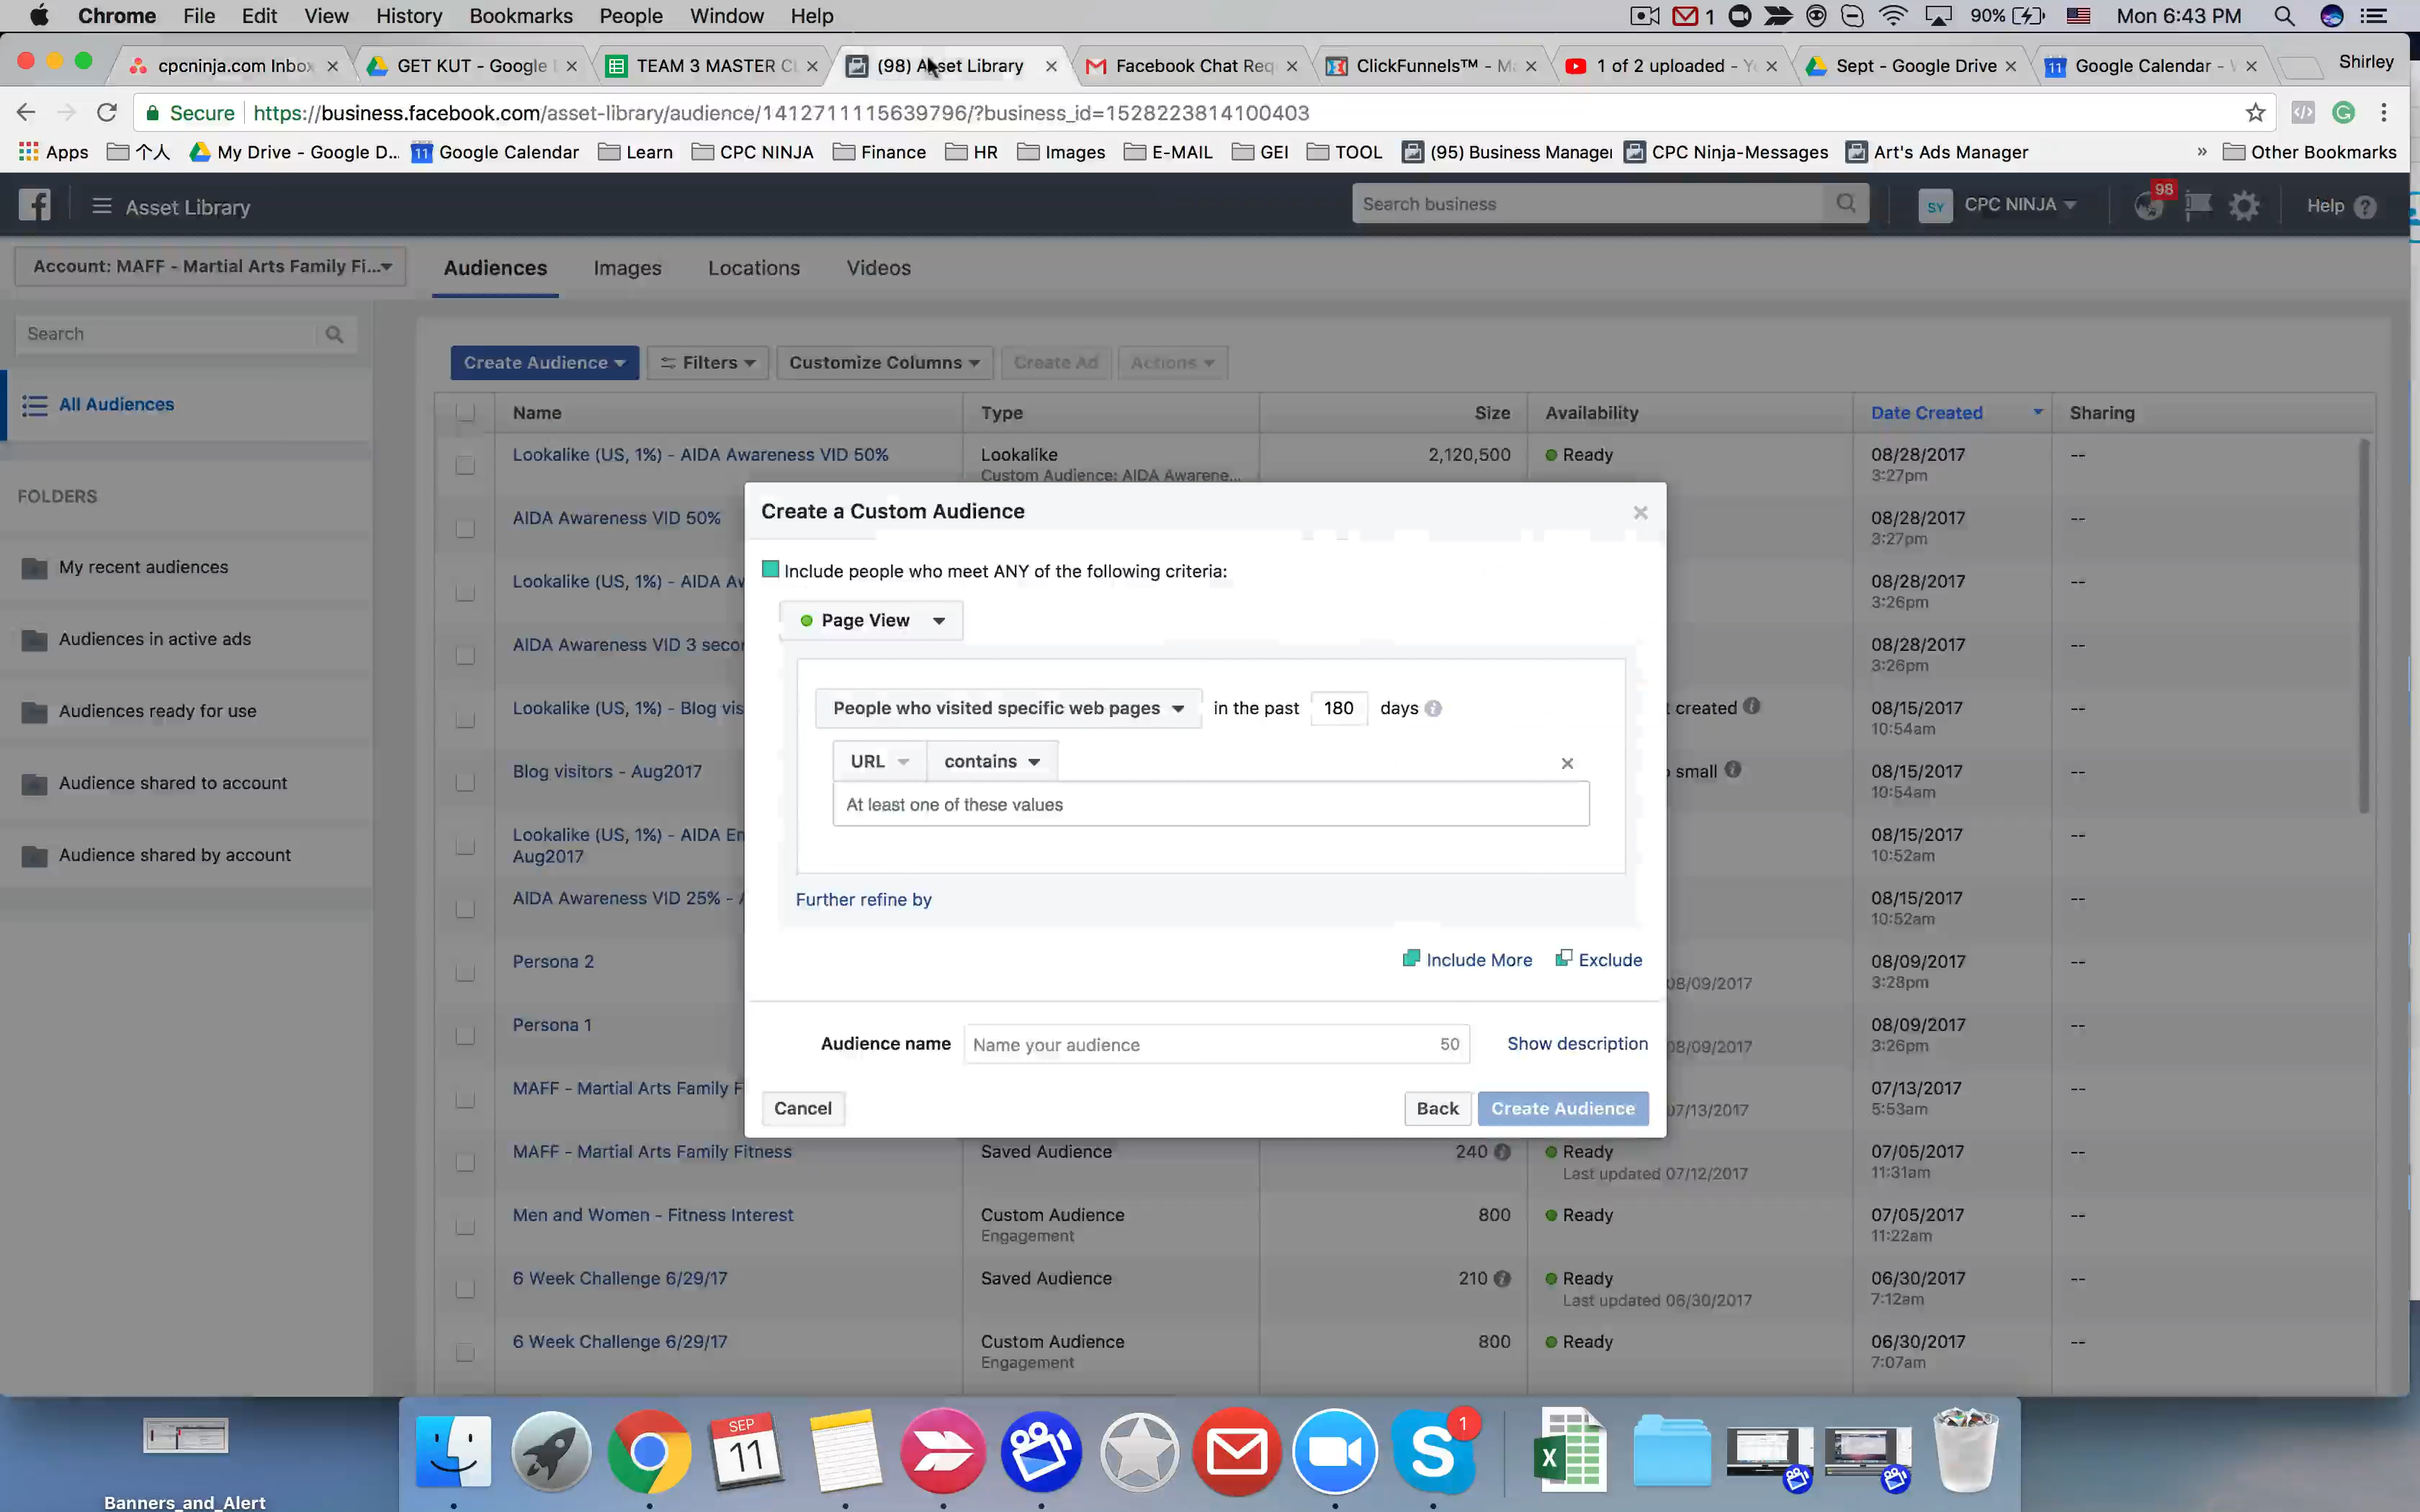 Chrome File Edit View History Bookmarks People Window Help 1 90% Mon 6:43 PM
cpcninja.com Inbox GET KUT - Google TEAM 3 MASTER (98) Asset Library Facebook Chat Req ClickFunnels™ - 1 of 2 uploaded - Sept - Google Drive 11 Google Calendar - Shirley
Secure https://business.facebook.com/asset-library/audience/1412711115639796/?business_id=1528223814100403
Apps 个人 My Drive - Google D... 11 Google Calendar Learn CPC NINJA Finance HR Images E-MAIL GEI TOOL (95) Business Manager CPC Ninja-Messages Art's Ads Manager » Other Bookmarks
Asset Library Search business SY CPC NINJA 98 Help
Account: MAFF - Martial Arts Family Fi... Audiences Images Locations Videos
Search
Create Audience Filters Customize Columns Create Ad Actions
All Audiences
FOLDERS
My recent audiences
Audiences in active ads
Audiences ready for use
Audience shared to account
Audience shared by account
Name Type Size Availability Date Created Sharing
Lookalike (US, 1%) - AIDA Awareness VID 50% Lookalike 2,120,500 Ready 08/28/2017 --
Custom Audience: AIDA Awarene... 3:27pm
AIDA Awareness VID 50% 08/28/2017 --
3:27pm
Lookalike (US, 1%) - AIDA Aw 08/28/2017 --
3:26pm
AIDA Awareness VID 3 secon 08/28/2017 --
3:26pm
Lookalike (US, 1%) - Blog vis created 08/15/2017 --
10:54am
Blog visitors - Aug2017 small 08/15/2017 --
10:54am
Lookalike (US, 1%) - AIDA En 08/15/2017 --
Aug2017 10:52am
AIDA Awareness VID 25% - 08/15/2017 --
10:52am
Persona 2 08/09/2017 --
08/09/2017 3:28pm
Persona 1 08/09/2017 --
08/09/2017 3:26pm
MAFF - Martial Arts Family F 07/13/2017 --
07/13/2017 5:53am
MAFF - Martial Arts Family Fitness Saved Audience 240 Ready 07/05/2017 --
Last updated 07/12/2017 11:31am
Men and Women - Fitness Interest Custom Audience 800 Ready 07/05/2017 --
Engagement 11:22am
6 Week Challenge 6/29/17 Saved Audience 210 Ready 06/30/2017 --
Last updated 06/30/2017 7:12am
6 Week Challenge 6/29/17 Custom Audience 800 Ready 06/30/2017 --
Engagement 7:07am
Create a Custom Audience
Include people who meet ANY of the following criteria:
Page View
People who visited specific web pages in the past 180 days
URL contains
At least one of these values
Further refine by
Include More Exclude
Audience name Name your audience 50 Show description
Cancel Back Create Audience
SEP
11
1
Banners_and_Alert